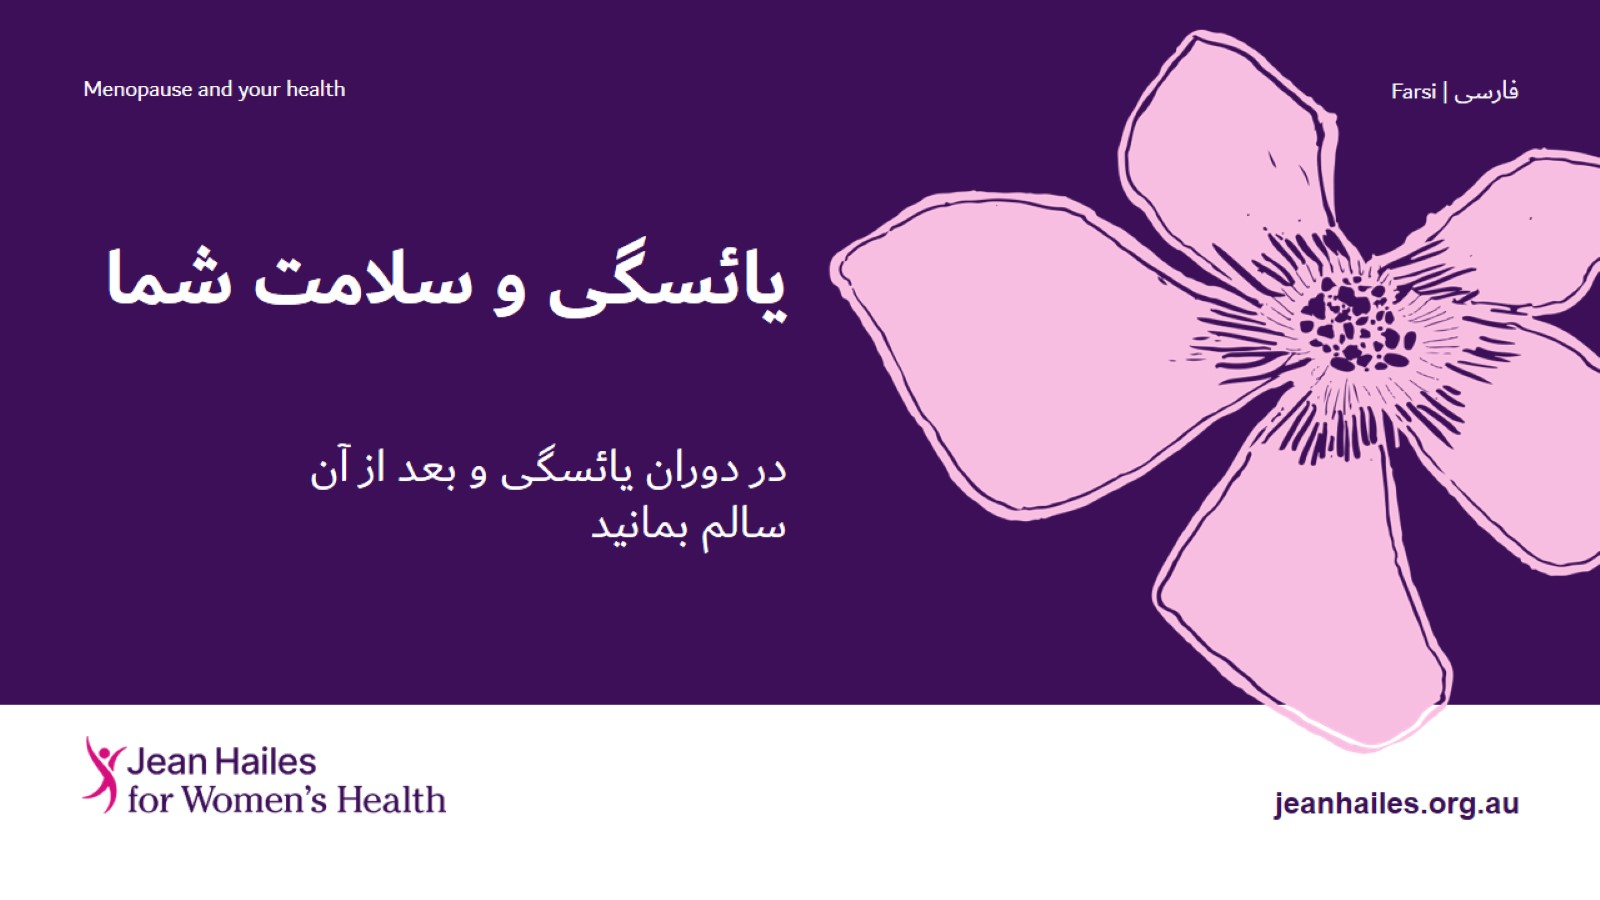 Menopause and your health
Farsi | فارسی
یائسگی و سلامت شما
در دوران یائسگی و بعد از آن
سالم بمانید
Jean Hailes
for Women's Health
jeanhailes.org.au